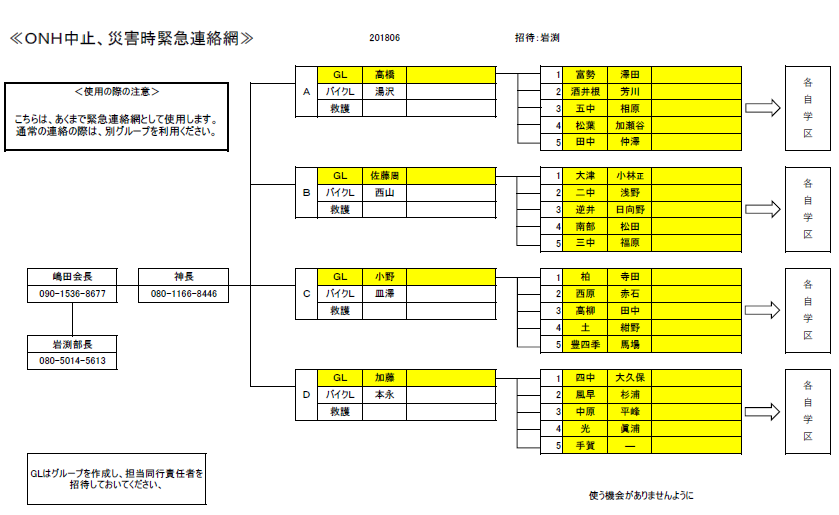 ≪ONH中止、災害時緊急連絡網≫
201806
招待：岩渕
＜使用の際の注意＞
こちらは、あくまで緊急連絡網として使用します。
通常の連絡の際は、別グループを利用ください。
A
GL 高橋
バイクL 湯沢
救護
1 富勢 澤田
2 酒井根 芳川
3 五中 相原
4 松葉 加瀬谷
5 田中 仲澤
各自学区
B
GL 佐藤周
バイクL 西山
救護
1 大津 小林正
2 二中 浅野
3 逆井 日向野
4 南部 松田
5 三中 福原
各自学区
嶋田会長
090-1536-8677
神長
080-1166-8446
岩渕部長
080-5014-5613
C
GL 小野
バイクL 皿澤
救護
1 柏 寺田
2 西原 赤石
3 高柳 田中
4 土 紺野
5 豊四季 馬場
各自学区
D
GL 加藤
バイクL 本永
救護
1 四中 大久保
2 風早 杉浦
3 中原 平峰
4 光 眞浦
5 手賀 ―
各自学区
GLはグループを作成し、担当同行責任者を
招待しておいてください、
使う機会がありませんように